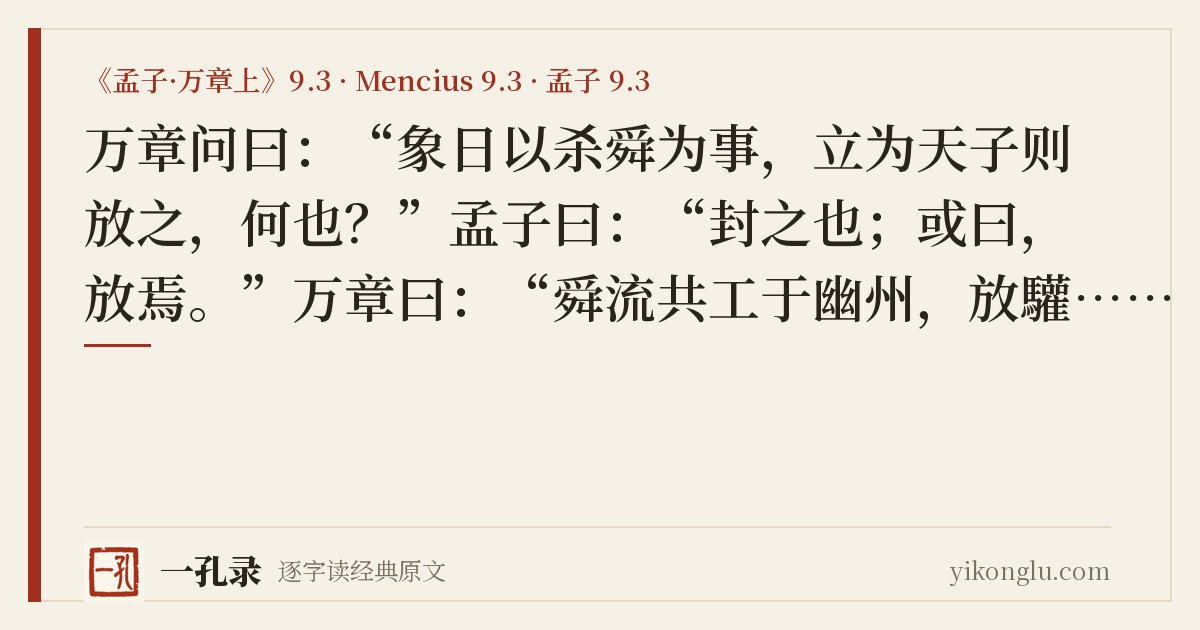 《孟子·万章上》9.3 · Mencius 9.3 · 孟子 9.3
万章问曰：“象日以杀舜为事，立为天子则
放之，何也？”孟子曰：“封之也；或曰，
放焉。”万章曰：“舜流共工于幽州，放驩……
一孔
一孔录 逐字读经典原文
yikonglu.com